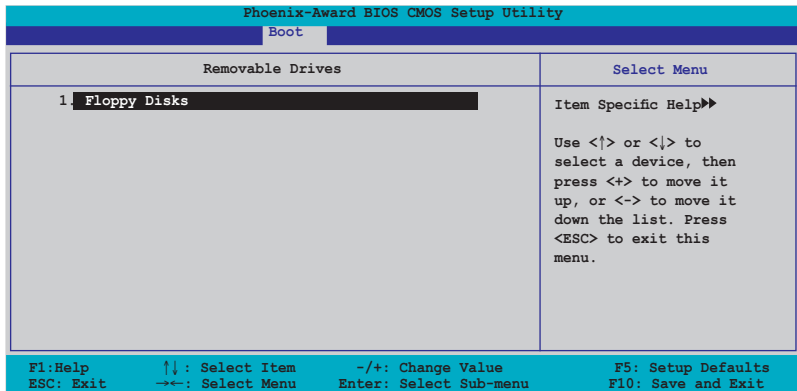 Phoenix-Award BIOS CMOS Setup Utility
Boot
Removable Drives
Select Menu
1. Floppy Disks
Item Specific Help▶▶
Use <↑> or <↓> to
select a device, then
press <+> to move it
up, or <-> to move it
down the list. Press
<ESC> to exit this
menu.
F1:Help ↑↓ : Select Item -/+: Change Value F5: Setup Defaults
ESC: Exit →←: Select Menu Enter: Select Sub-menu F10: Save and Exit